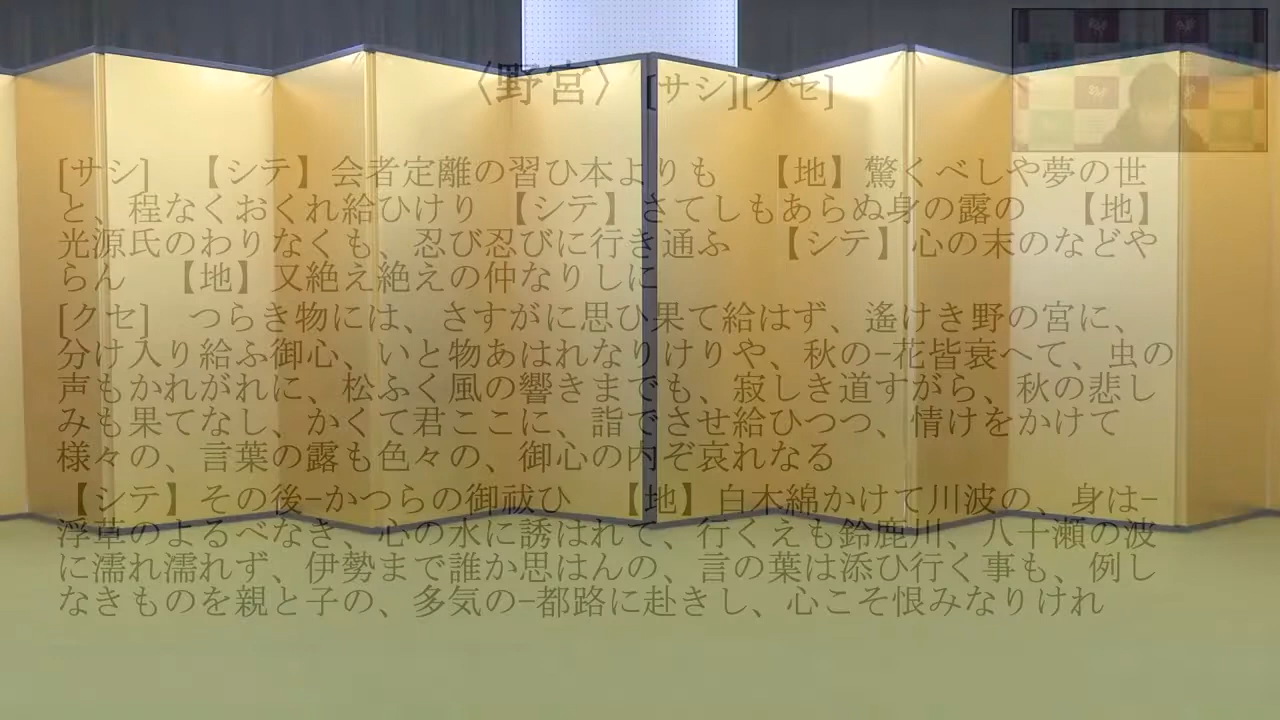 〈野宮〉 [サシ][クセ]
[サシ] 【シテ】会者定離の習ひ本よりも 【地】驚くべしや夢の世
と、程なくおくれ給ひけり 【シテ】さてしもあらぬ身の露の 【地】
光源氏のわりなくも、忍び忍びに行き通ふ 【シテ】心の末のなどや
らん 【地】又絶え絶えの仲なりしに
[クセ] つらき物には、さすがに思ひ果て給はず、遙けき野の宮に、
分け入り給ふ御心、いと物あはれなりけりや、秋の−花皆衰へて、虫の
声もかれがれに、松ふく風の響きまでも、寂しき道すがら、秋の悲し
みも果てなし、かくて君ここに、詣でさせ給ひつつ、情けをかけて
様々の、言葉の露も色々の、御心の内ぞ哀れなる
【シテ】その後−かつらの御祓ひ 【地】白木綿かけて川波の、身は−
浮草のよるべなき、心の水に誘はれて、行くえも鈴鹿川、八十瀬の波
に濡れ濡れず、伊勢まで誰か思はんの、言の葉は添ひ行く事も、例し
なきものを親と子の、多気の−都路に赴きし、心こそ恨みなりけれ